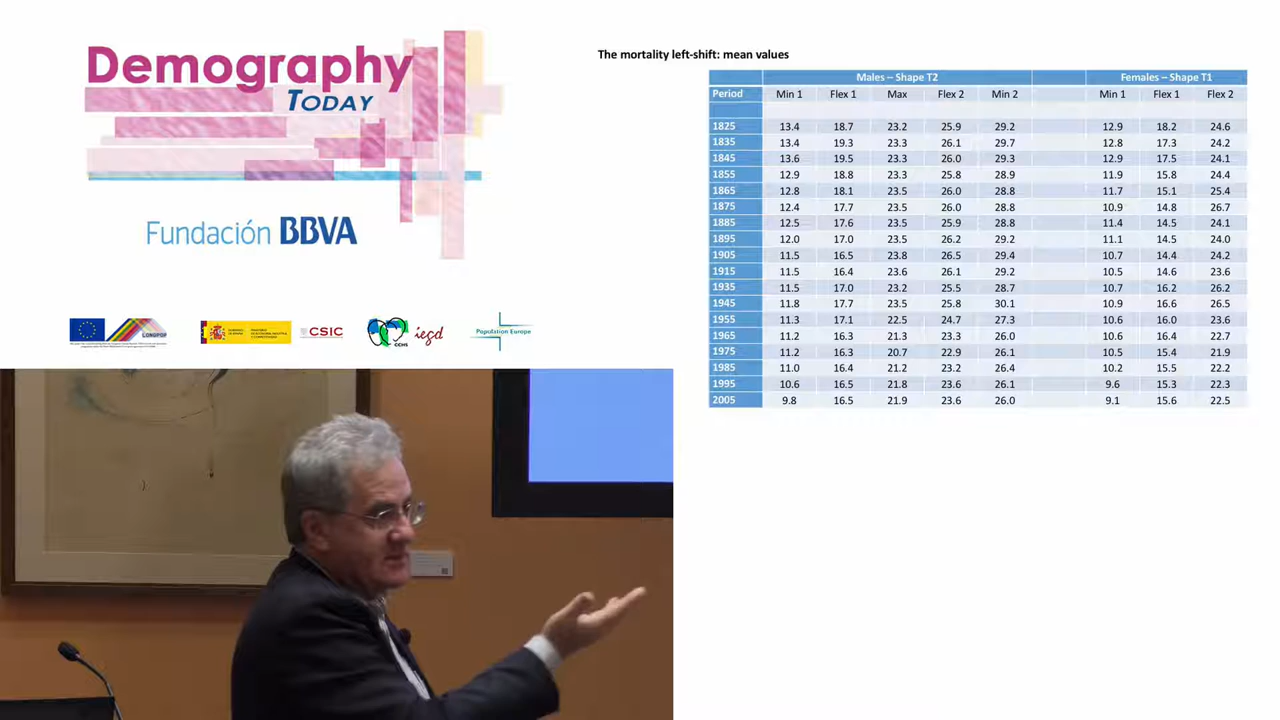 Demography
TODAY
Fundación BBVA
LONGPOP
CSIC
CCHS
iegd
Population Europe
The mortality left-shift: mean values
Males – Shape T2 Females – Shape T1
Period Min 1 Flex 1 Max Flex 2 Min 2 Min 1 Flex 1 Flex 2
1825 13.4 18.7 23.2 25.9 29.2 12.9 18.2 24.6
1835 13.4 19.3 23.3 26.1 29.7 12.8 17.3 24.2
1845 13.6 19.5 23.3 26.0 29.3 12.9 17.5 24.1
1855 12.9 18.8 23.3 25.8 28.9 11.9 15.8 24.4
1865 12.8 18.1 23.5 26.0 28.8 11.7 15.1 25.4
1875 12.4 17.7 23.5 26.0 28.8 10.9 14.8 26.7
1885 12.5 17.6 23.5 25.9 28.8 11.4 14.5 24.1
1895 12.0 17.0 23.5 26.2 29.2 11.1 14.5 24.0
1905 11.5 16.5 23.8 26.5 29.4 10.7 14.4 24.2
1915 11.5 16.4 23.6 26.1 29.2 10.5 14.6 23.6
1935 11.5 17.0 23.2 25.5 28.7 10.7 16.2 26.2
1945 11.8 17.7 23.5 25.8 30.1 10.9 16.6 26.5
1955 11.3 17.1 22.5 24.7 27.3 10.6 16.0 23.6
1965 11.2 16.3 21.3 23.3 26.0 10.6 16.4 22.7
1975 11.2 16.3 20.7 22.9 26.1 10.5 15.4 21.9
1985 11.0 16.4 21.2 23.2 26.4 10.2 15.5 22.2
1995 10.6 16.5 21.8 23.6 26.1 9.6 15.3 22.3
2005 9.8 16.5 21.9 23.6 26.0 9.1 15.6 22.5